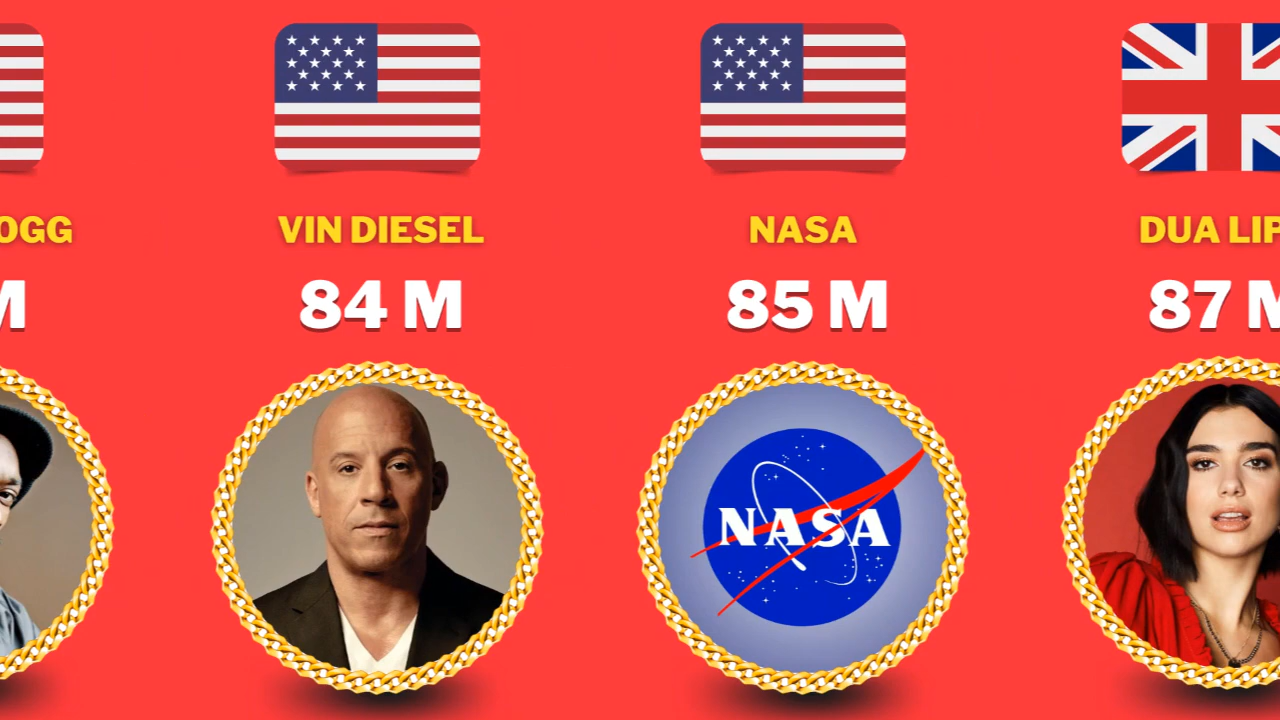 OGG
M
VIN DIESEL
84 M
NASA
85 M
NASA
DUA LIP
87 M